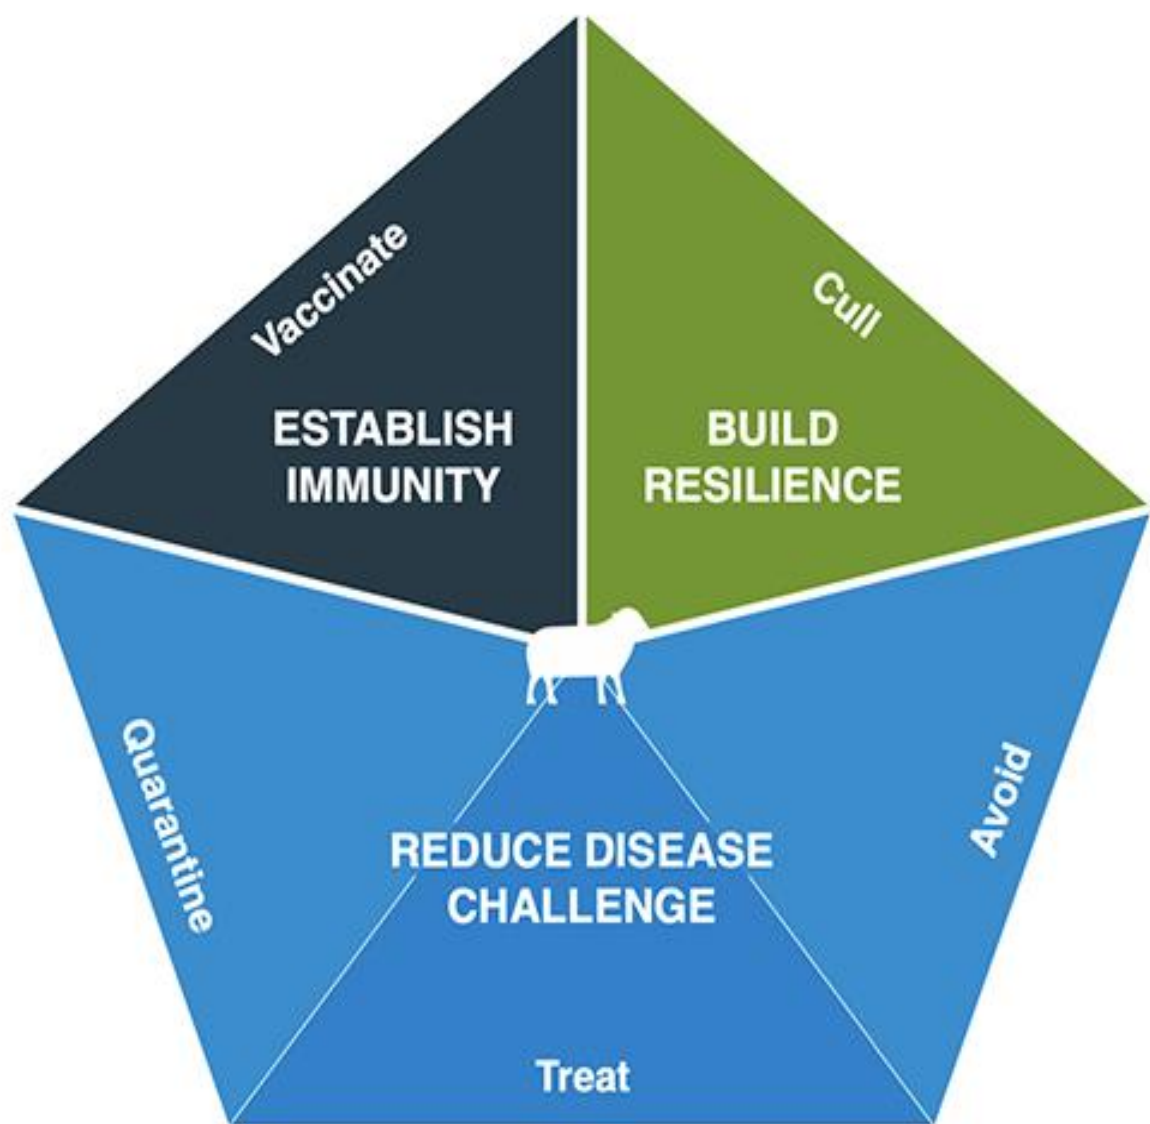 Vaccinate
Cull
ESTABLISH
IMMUNITY
BUILD
RESILIENCE
Quarantine
Avoid
REDUCE DISEASE
CHALLENGE
Treat